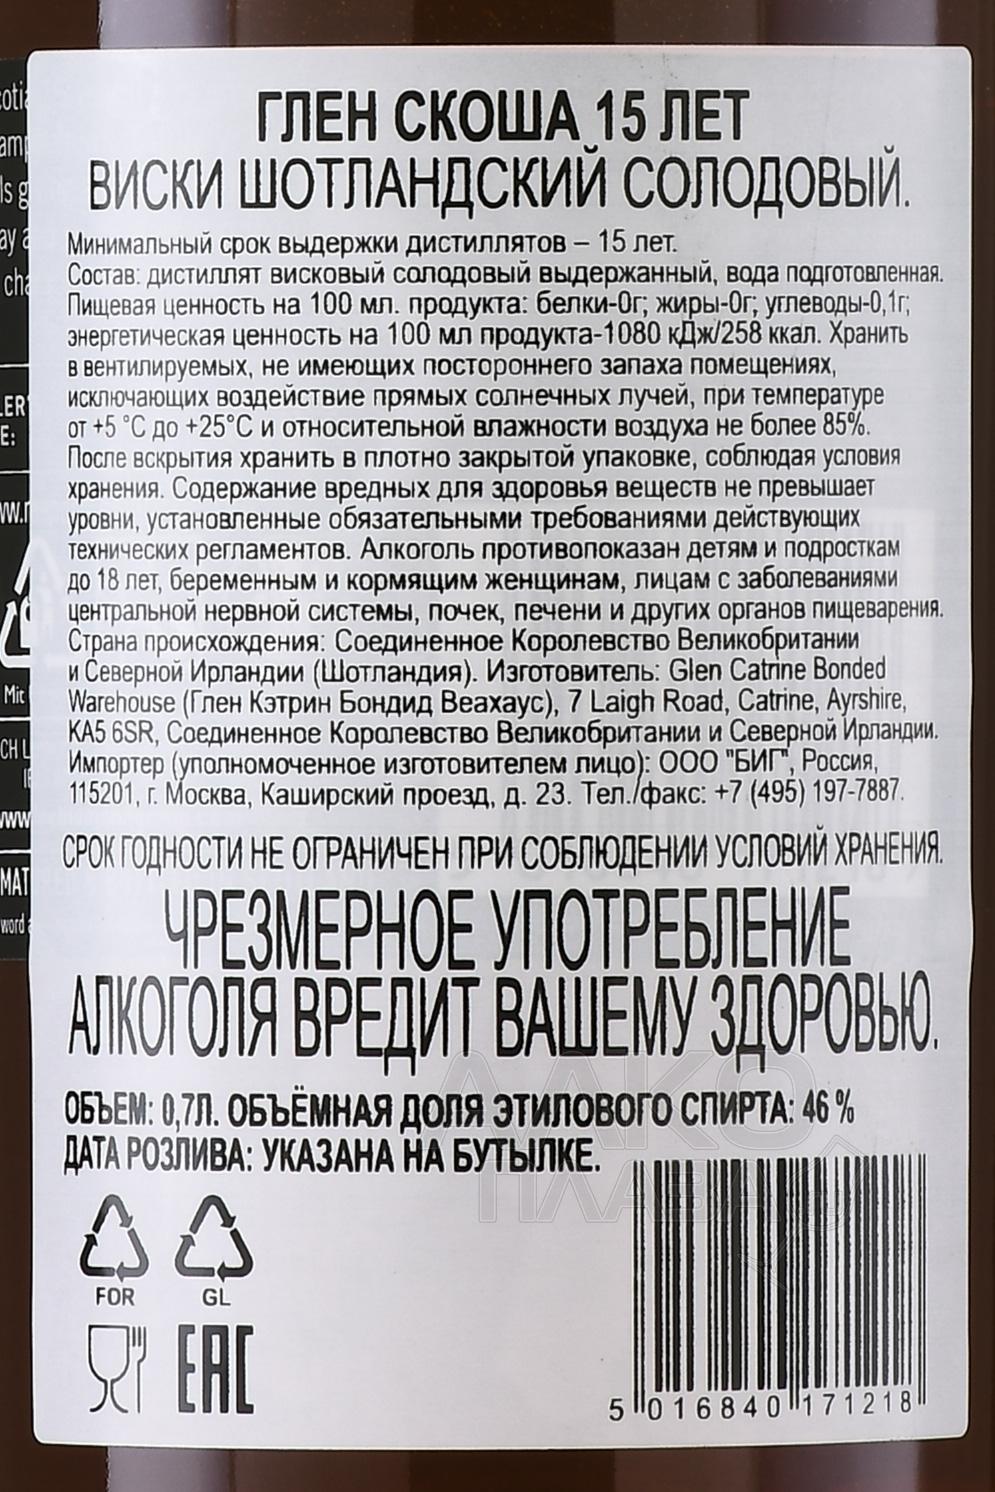 ГЛЕН СКОША 15 ЛЕТ
ВИСКИ ШОТЛАНДСКИЙ СОЛОДОВЫЙ.
Минимальный срок выдержки дистиллятов – 15 лет.
Состав: дистиллят висковый солодовый выдержанный, вода подготовленная.
Пищевая ценность на 100 мл. продукта: белки-0г; жиры-0г; углеводы-0,1г;
энергетическая ценность на 100 мл продукта-1080 кДж/258 ккал. Хранить
в вентилируемых, не имеющих постороннего запаха помещениях,
исключающих воздействие прямых солнечных лучей, при температуре
от +5 °С до +25°С и относительной влажности воздуха не более 85%.
После вскрытия хранить в плотно закрытой упаковке, соблюдая условия
хранения. Содержание вредных для здоровья веществ не превышает
уровни, установленные обязательными требованиями действующих
технических регламентов. Алкоголь противопоказан детям и подросткам
до 18 лет, беременным и кормящим женщинам, лицам с заболеваниями
центральной нервной системы, почек, печени и других органов пищеварения.
Страна происхождения: Соединенное Королевство Великобритании
и Северной Ирландии (Шотландия). Изготовитель: Glen Catrine Bonded
Warehouse (Глен Кэтрин Бондид Веахаус), 7 Laigh Road, Catrine, Ayrshire,
KA5 6SR, Соединенное Королевство Великобритании и Северной Ирландии.
Импортер (уполномоченное изготовителем лицо): ООО "БИГ", Россия,
115201, г. Москва, Каширский проезд, д. 23. Тел./факс: +7 (495) 197-7887.
СРОК ГОДНОСТИ НЕ ОГРАНИЧЕН ПРИ СОБЛЮДЕНИИ УСЛОВИЙ ХРАНЕНИЯ.
ЧРЕЗМЕРНОЕ УПОТРЕБЛЕНИЕ
АЛКОГОЛЯ ВРЕДИТ ВАШЕМУ ЗДОРОВЬЮ.
ОБЪЕМ: 0,7Л. ОБЪЁМНАЯ ДОЛЯ ЭТИЛОВОГО СПИРТА: 46 %
ДАТА РОЗЛИВА: УКАЗАНА НА БУТЫЛКЕ.
FOR GL
EAC
5 016840 171218